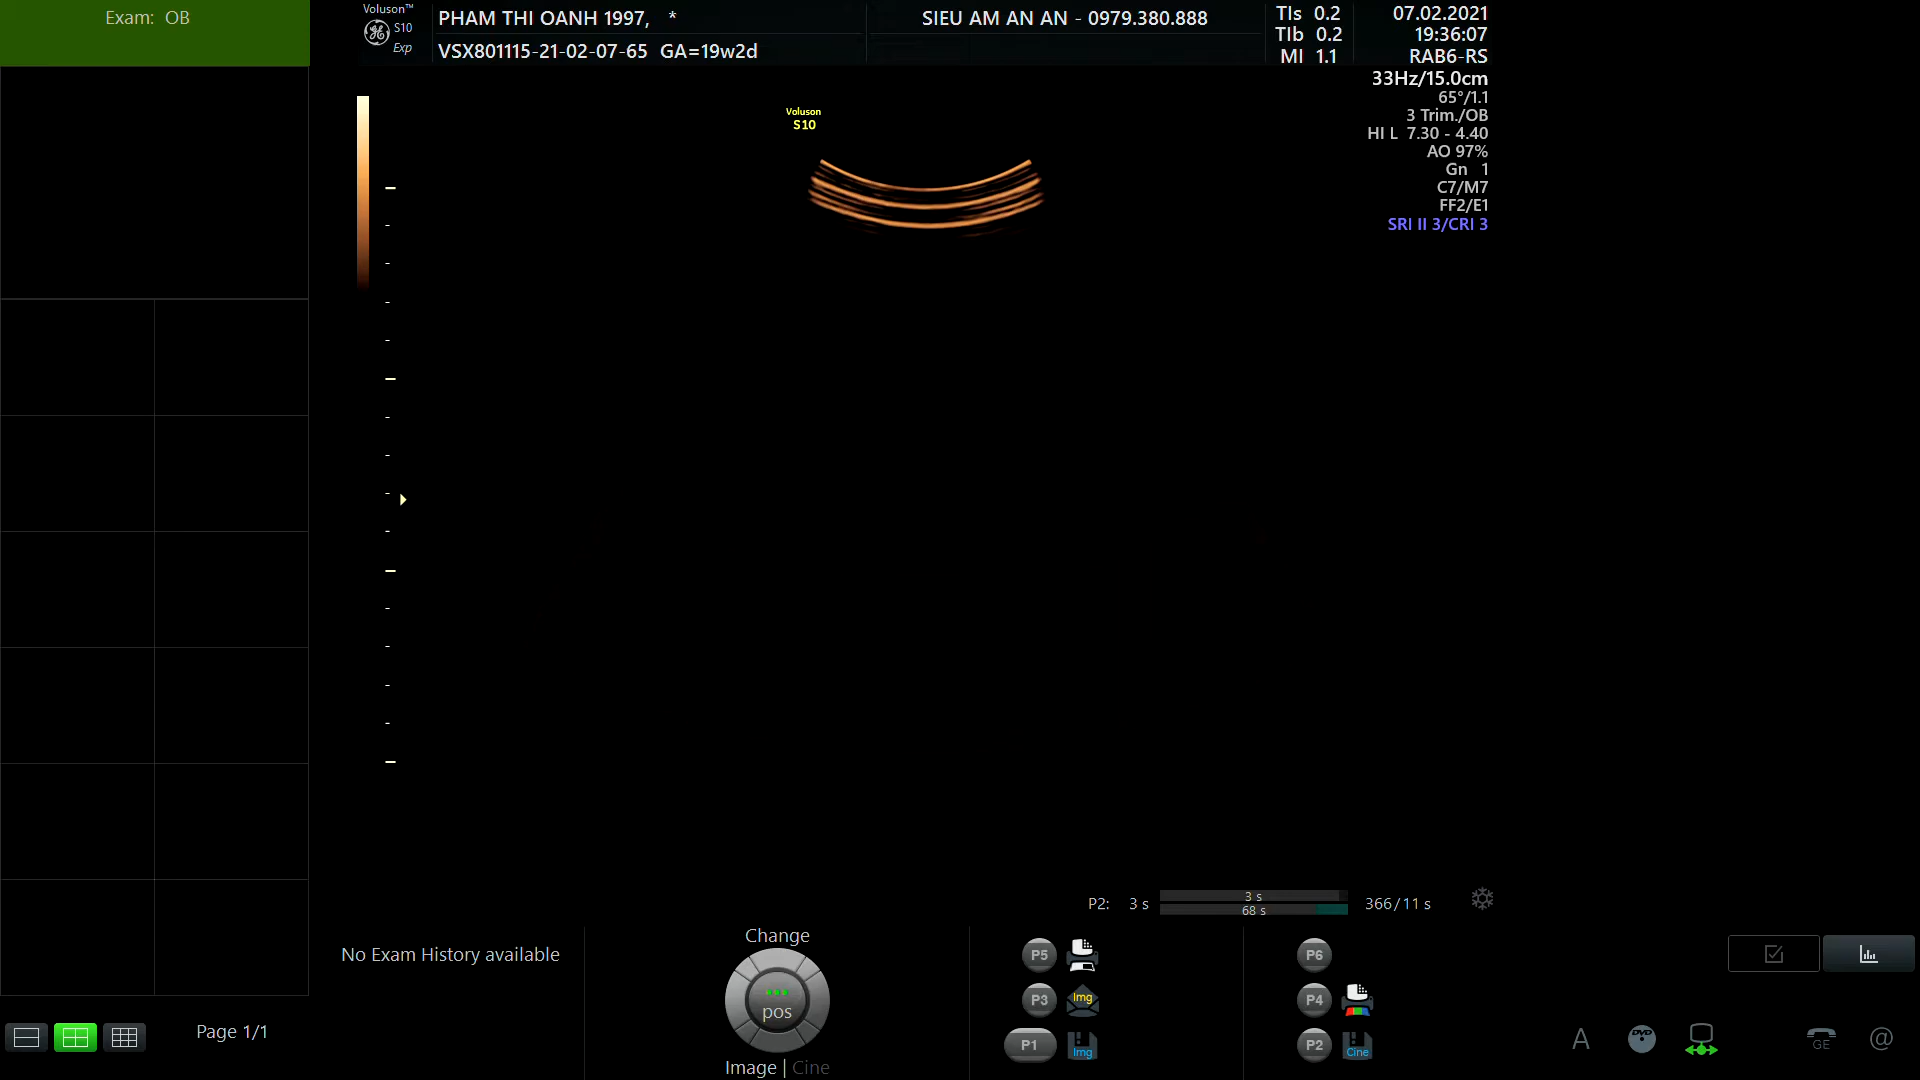 Exam: OB
Voluson™
S10
Exp
PHAM THI OANH 1997, *
VSX801115-21-02-07-65 GA=19w2d
SIEU AM AN AN - 0979.380.888
TIs 0.2
TIb 0.2
MI 1.1
07.02.2021
19:36:07
RAB6-RS
33Hz/15.0cm
65°/1.1
3 Trim./OB
HI L 7.30 - 4.40
AO 97%
Gn 1
C7/M7
FF2/E1
SRI II 3/CRI 3
Voluson
S10
P2: 3 s
3 s
68 s
366/11 s
No Exam History available
Change
pos
Image | Cine
P5
P3 Img
P1 Img
P6
P4
P2 Cine
Page 1/1
A
DVD
GE
@